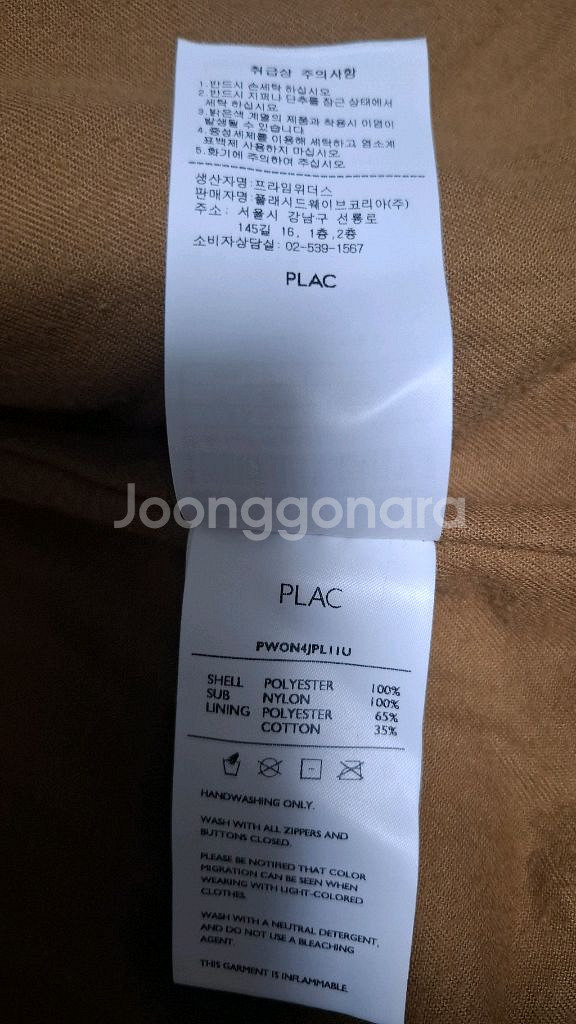 취급상 주의사항
1.반드시 손세탁 하십시오
2.반드시 지퍼나 단추를 잠근 상태에서
세탁 하십시요
3.밝은색 계열의 제품과 착용시 이염이
발생될 수 있습니다
4.중성세제를 이용해 세탁하고 염소계
표백제 사용하지 마십시오
5.화기에 주의하여 주십시오
생산자명:프라임위더스
판매자명:플래시드웨이브코리아(주)
주소: 서울시 강남구 선릉로
145길 16, 1층,2층
소비자상담실: 02-539-1567
PLAC
Joonggonara
PLAC
PWON4JPL11U
SHELL POLYESTER 100%
SUB NYLON 100%
LINING POLYESTER 65%
COTTON 35%
HANDWASHING ONLY.
WASH WITH ALL ZIPPERS AND
BUTTONS CLOSED.
PLEASE BE NOTIFIED THAT COLOR
MIGRATION CAN BE SEEN WHEN
WEARING WITH LIGHT-COLORED
CLOTHES.
WASH WITH A NEUTRAL DETERGENT,
AND DO NOT USE A BLEACHING
AGENT.
THIS GARMENT IS INFLAMMABLE.